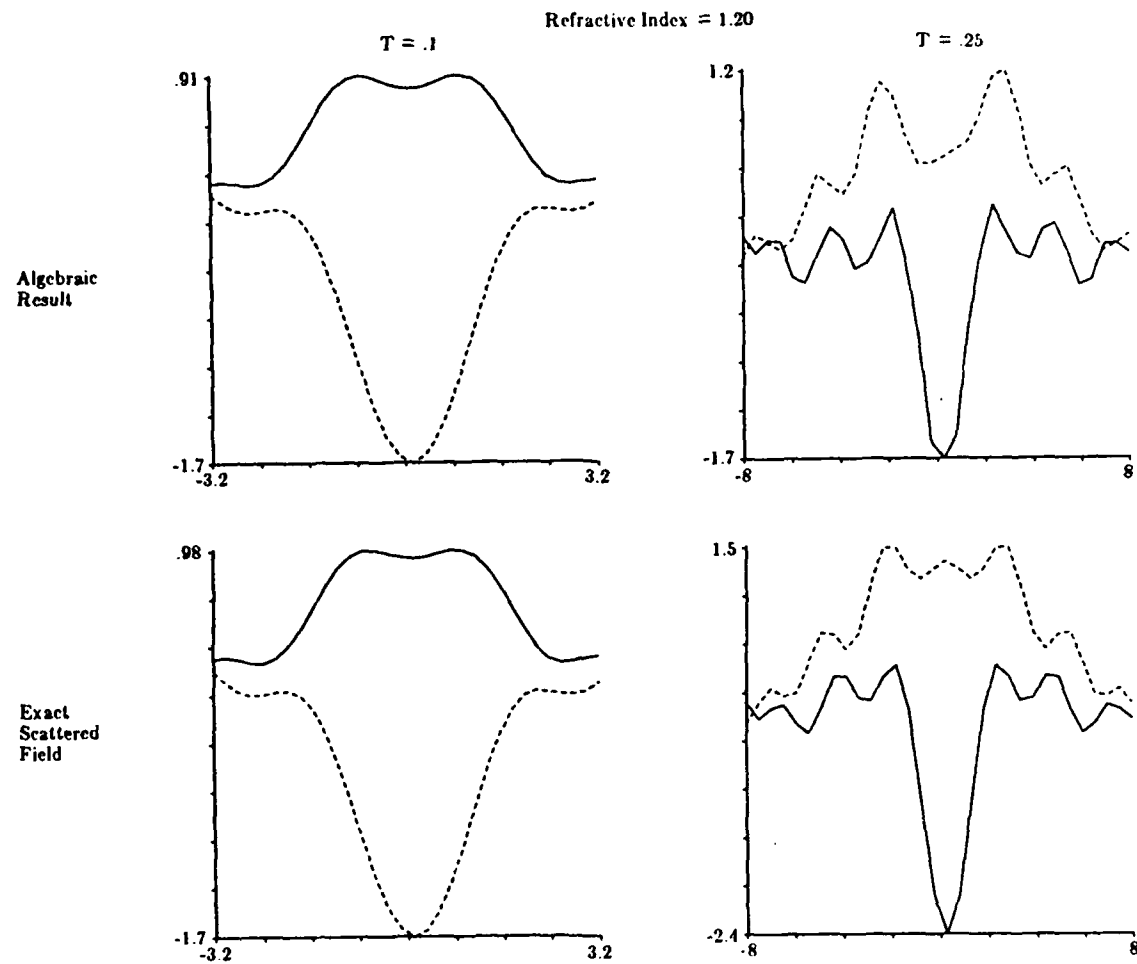 Refractive Index = 1.20
T = .1
T = .25
Algebraic
Result
.91
-1.7
-3.2
3.2
1.2
-1.7
-8
8
Exact
Scattered
Field
.98
-1.7
-3.2
3.2
1.5
-2.4
-8
8